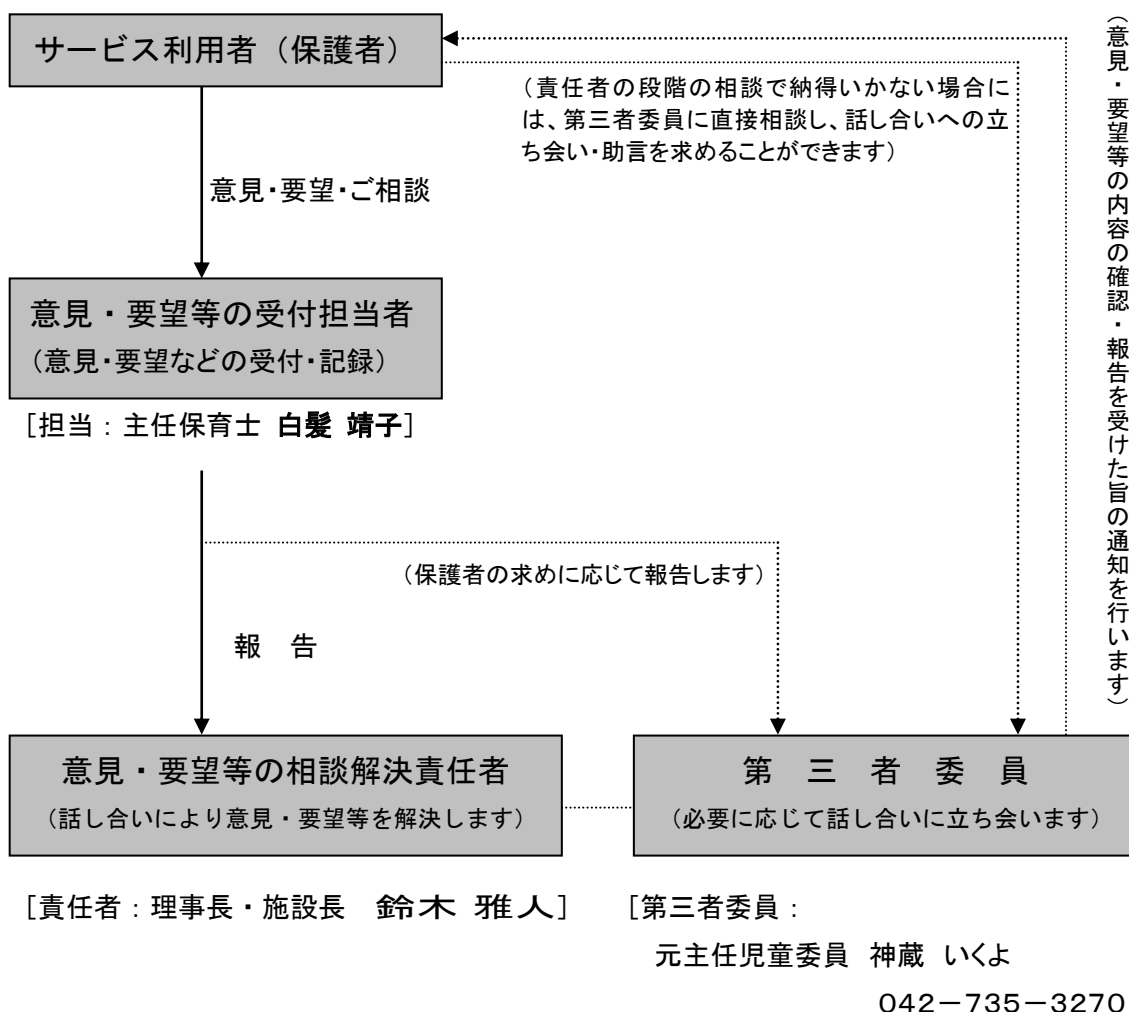 サービス利用者（保護者）
（責任者の段階の相談で納得いかない場合に
は、第三者委員に直接相談し、話し合いへの立
ち会い・助言を求めることができます）
（意見・要望等の内容の確認・報告を受けた旨の通知を行います）
意見・要望・ご相談
意見・要望等の受付担当者
（意見・要望などの受付・記録）
［担当：主任保育士 白髪 靖子］
（保護者の求めに応じて報告します）
報 告
意見・要望等の相談解決責任者
（話し合いにより意見・要望等を解決します）
第 三 者 委 員
（必要に応じて話し合いに立ち会います）
［責任者：理事長・施設長 鈴木 雅人］
［第三者委員：
元主任児童委員 神蔵 いくよ
042－735－3270